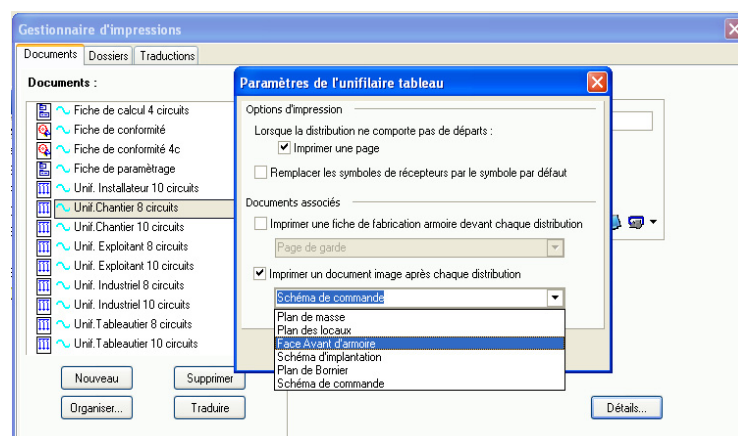 Gestionnaire d'impressions
Documents Dossiers Traductions
Documents :
Fiche de calcul 4 circuits
Fiche de conformité
Fiche de conformité 4c
Fiche de paramètrage
Unif. Installateur 10 circuits
Unif.Chantier 8 circuits
Unif.Chantier 10 circuits
Unif. Exploitant 8 circuits
Unif. Exploitant 10 circuits
Unif. Industriel 8 circuits
Unif. Industriel 10 circuits
Unif.Tableautier 8 circuits
Unif.Tableautier 10 circuits
Nouveau Supprimer
Organiser... Traduire
Paramètres de l'unifilaire tableau
Options d'impression
Lorsque la distribution ne comporte pas de départs :
Imprimer une page
Remplacer les symboles de récepteurs par le symbole par défaut
Documents associés
Imprimer une fiche de fabrication armoire devant chaque distribution
Page de garde
Imprimer un document image après chaque distribution
Schéma de commande
Plan de masse
Plan des locaux
Face Avant d'armoire
Schéma d'implantation
Plan de Bornier
Schéma de commande
Détails...